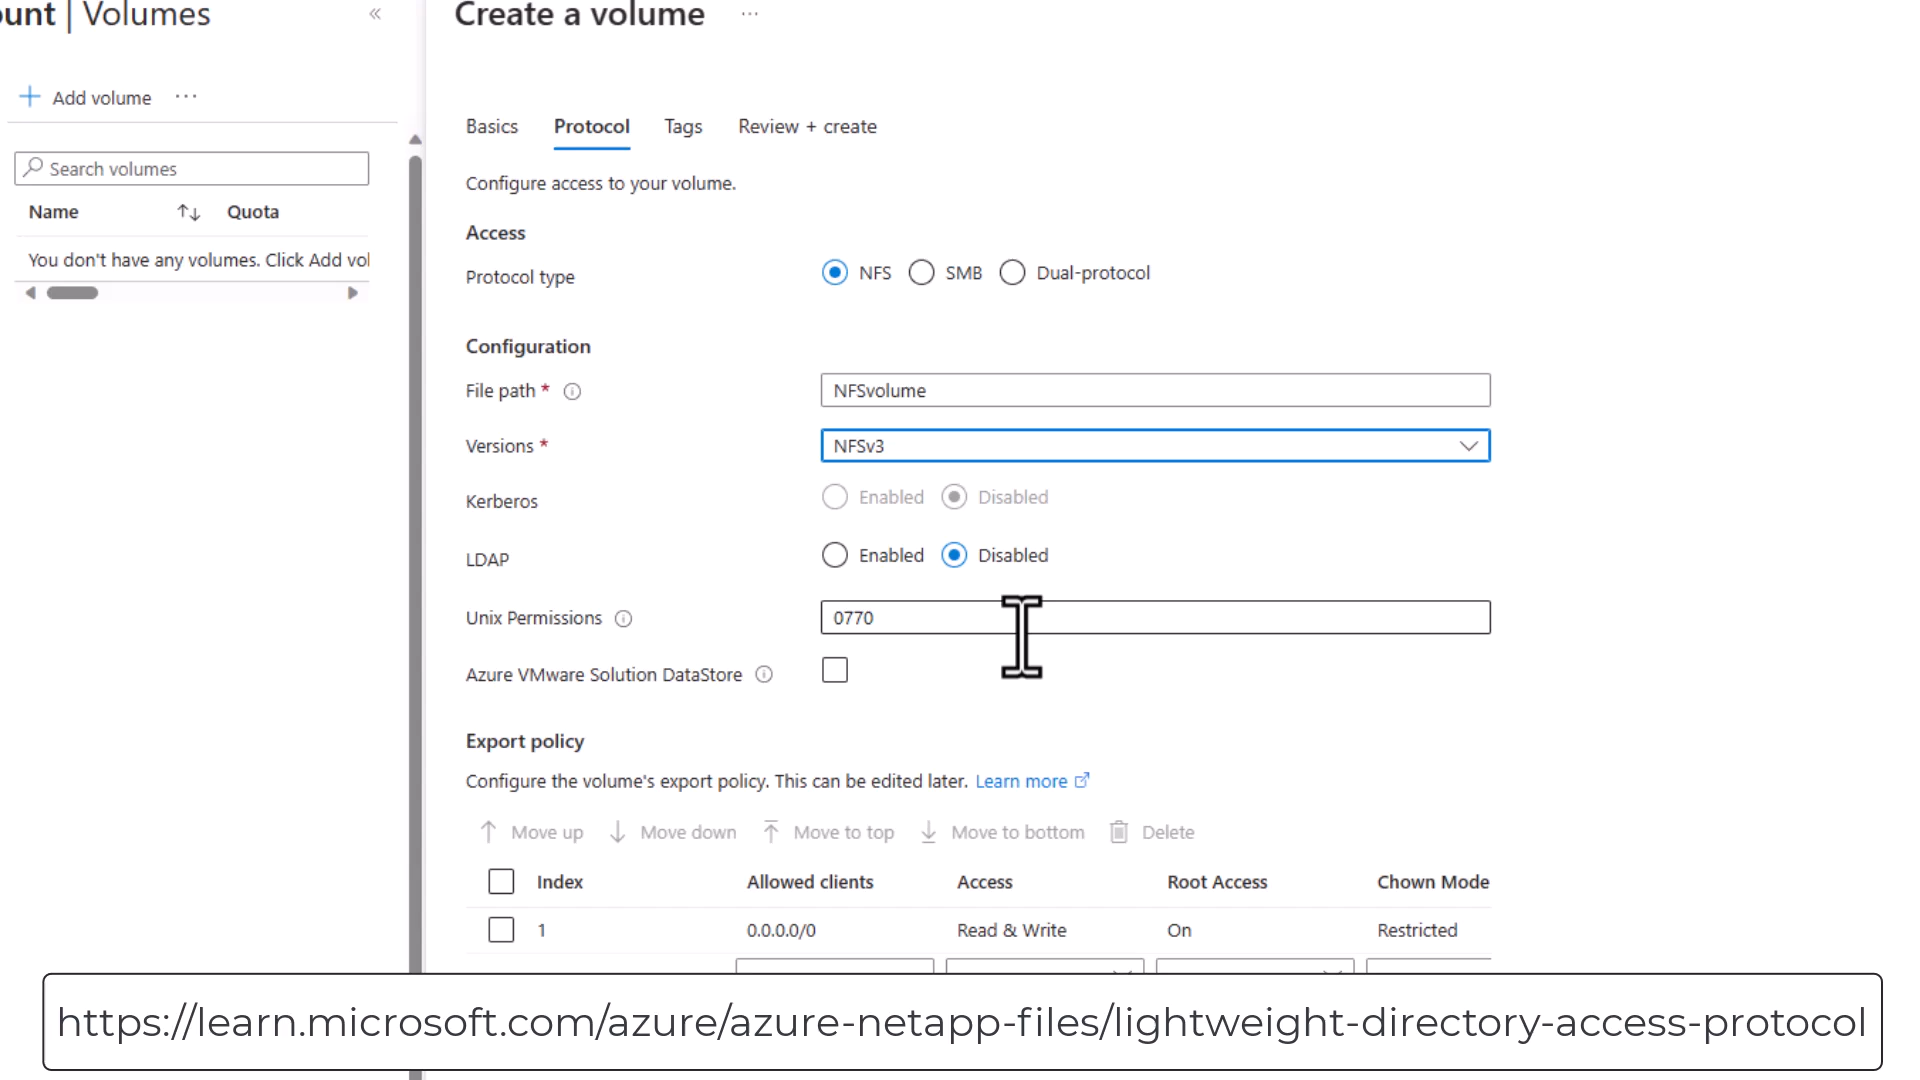 ount | Volumes
«
Create a volume
...
Add volume
...
Search volumes
Name
Quota
You don't have any volumes. Click Add vol
Basics
Protocol
Tags
Review + create
Configure access to your volume.
Access
Protocol type
NFS
SMB
Dual-protocol
Configuration
File path *
NFSvolume
Versions *
NFSv3
Kerberos
Enabled
Disabled
LDAP
Enabled
Disabled
Unix Permissions
0770
Azure VMware Solution DataStore
Export policy
Configure the volume's export policy. This can be edited later. Learn more
Move up
Move down
Move to top
Move to bottom
Delete
Index
Allowed clients
Access
Root Access
Chown Mode
1
0.0.0.0/0
Read & Write
On
Restricted
https://learn.microsoft.com/azure/azure-netapp-files/lightweight-directory-access-protocol